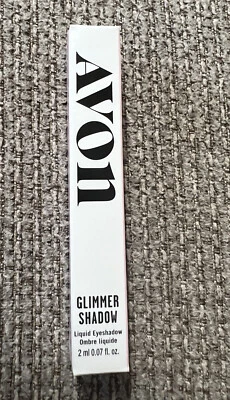 AVON
GLIMMER
SHADOW
Liquid Eyeshadow
Ombre liquide
2 ml 0.07 fl. oz.